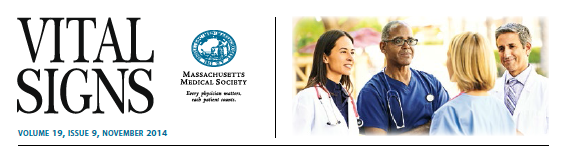 VITAL
SIGNS
MASSACHUSETTS
MEDICAL SOCIETY
Every physician matters,
each patient counts.
VOLUME 19, ISSUE 9, NOVEMBER 2014